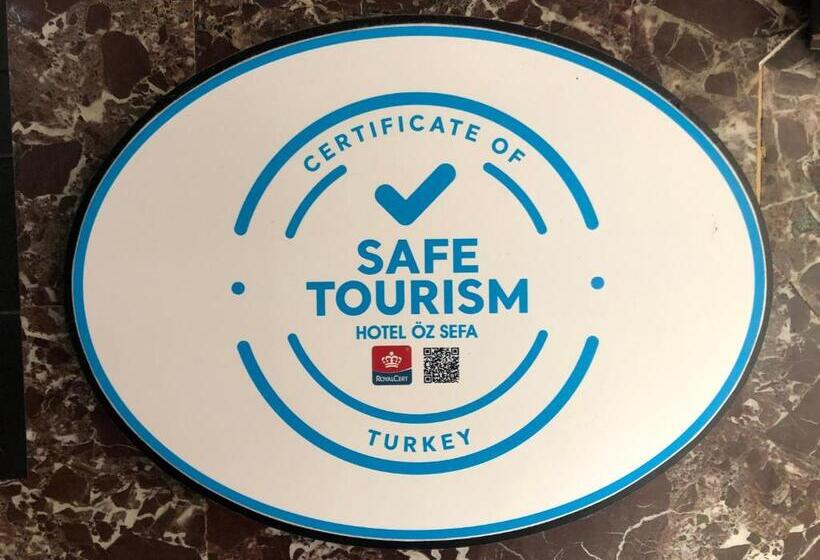 CERTIFICATE OF
SAFE
TOURISM
HOTEL ÖZ SEFA
ROYALCERT
TURKEY